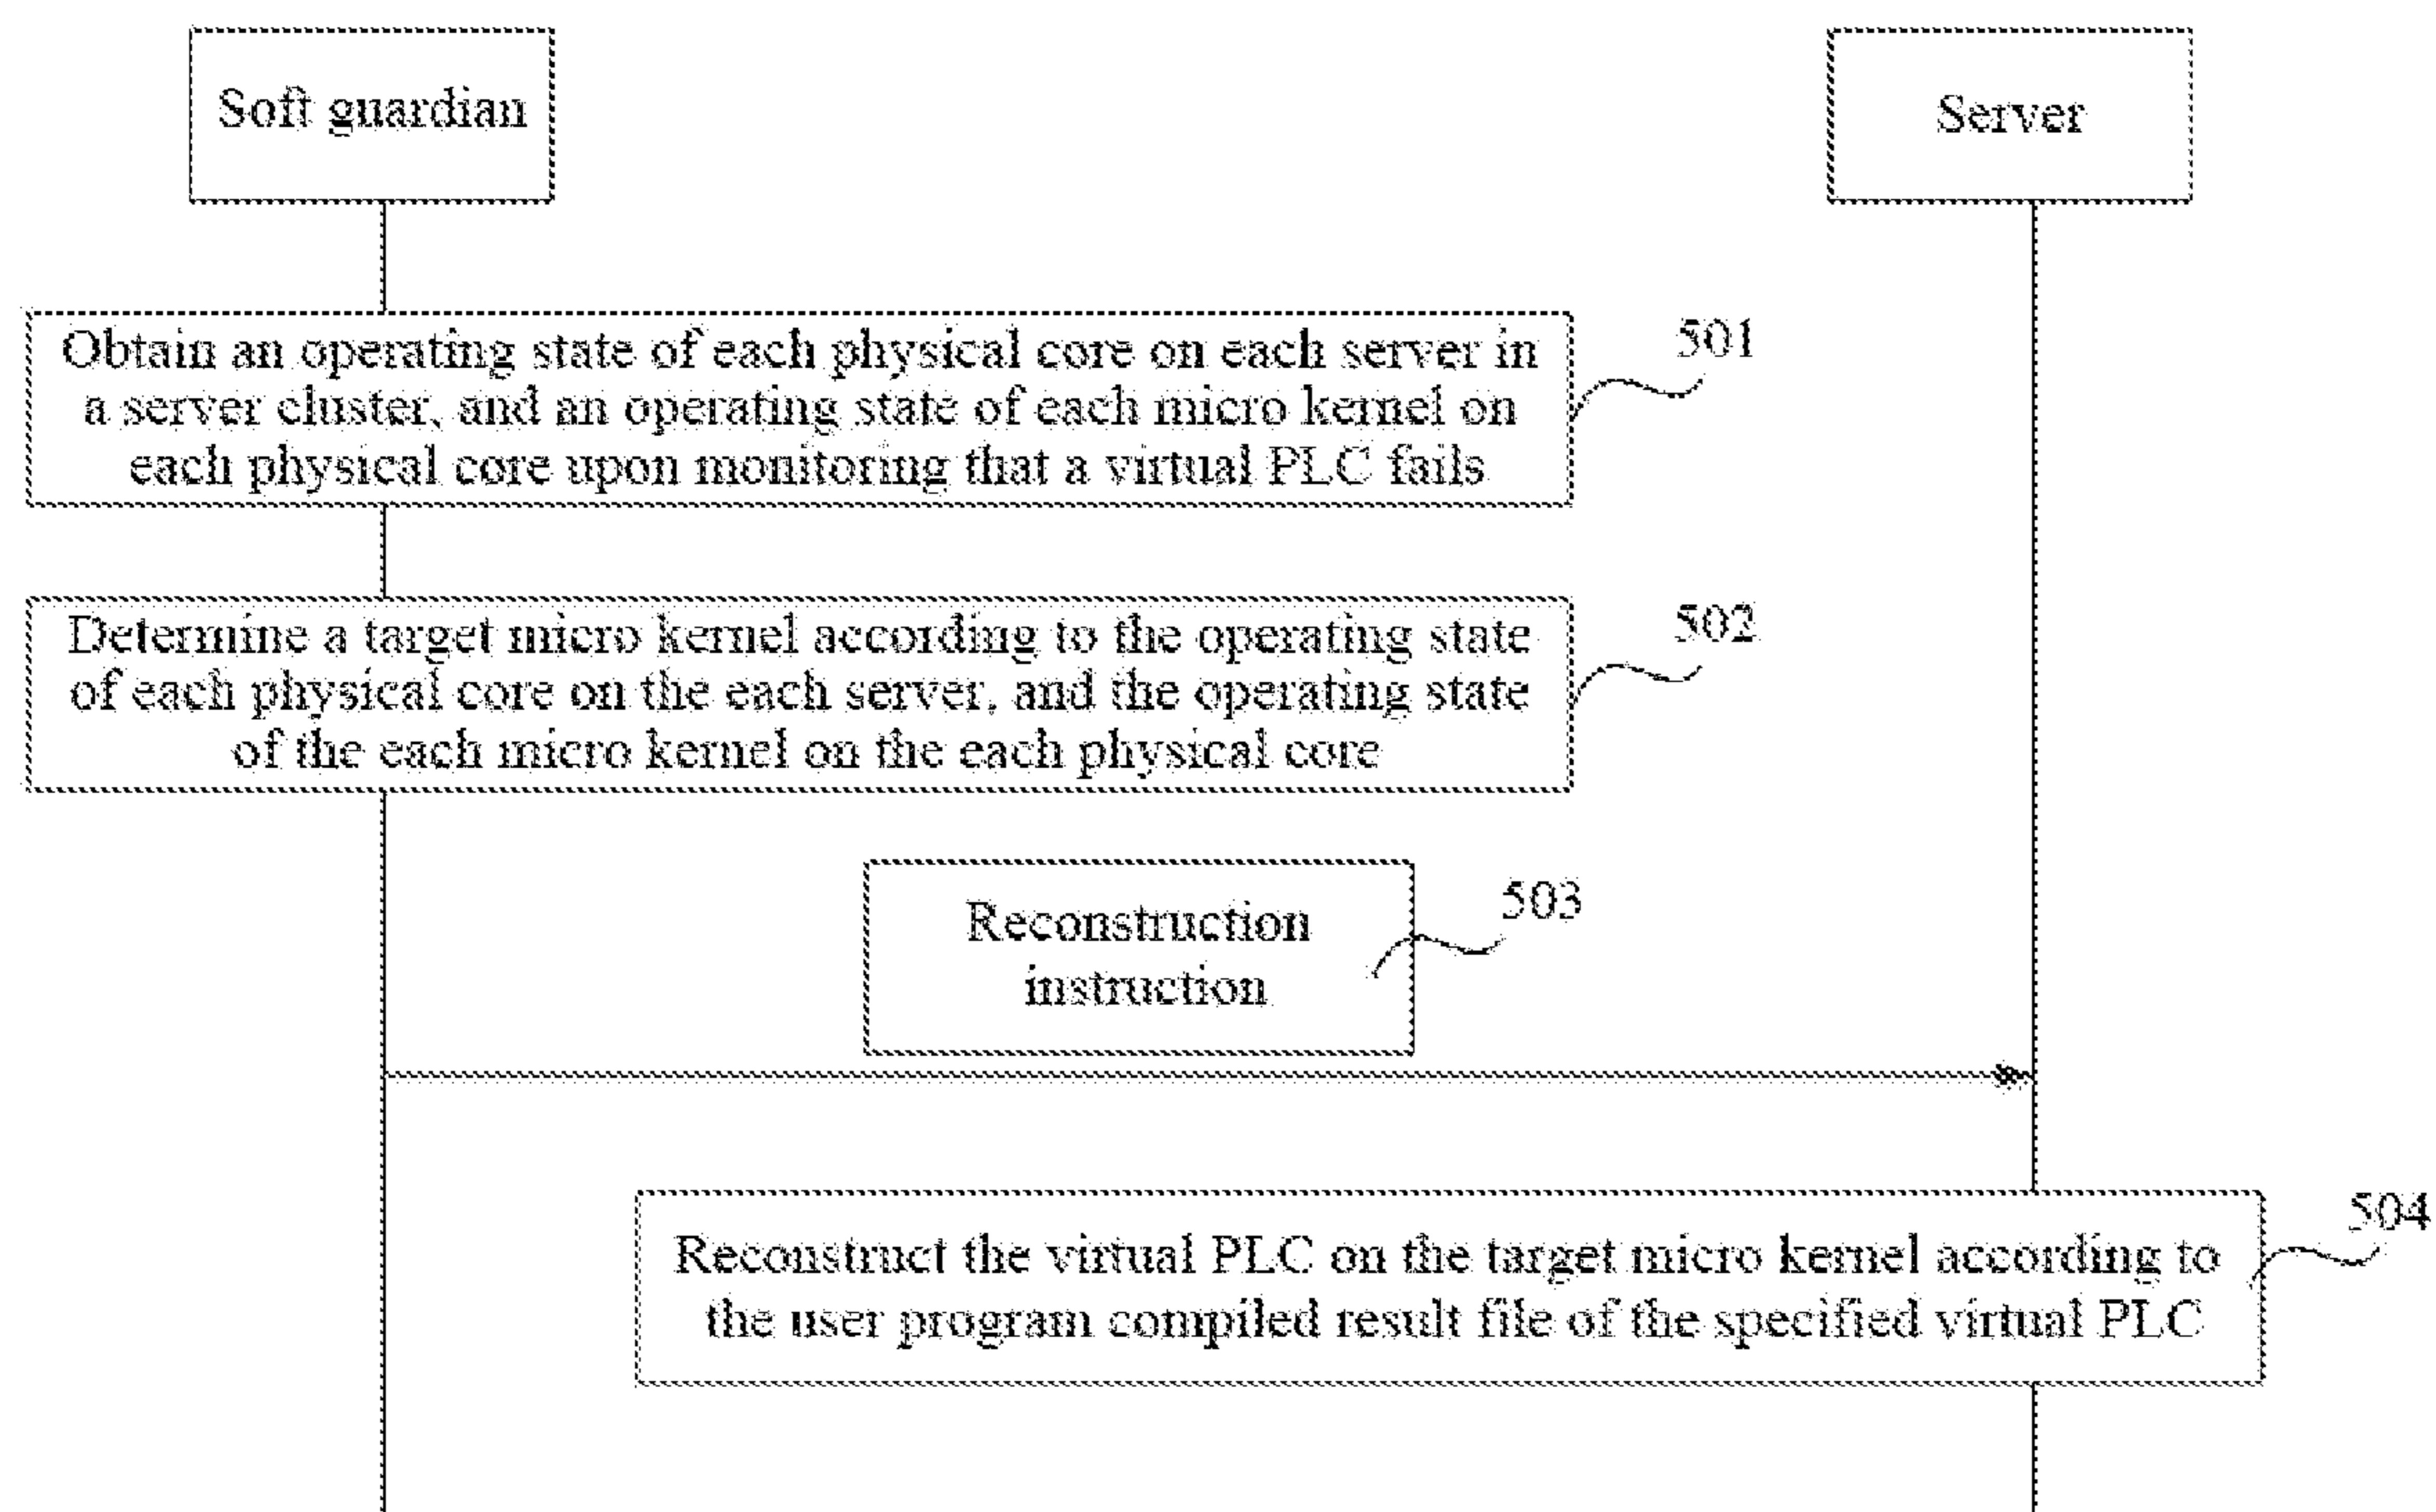 Soft guardian
Server
Obtain an operating state of each physical core on each server in
a server cluster, and an operating state of each micro kernel on
each physical core upon monitoring that a virtual PLC fails
501
Determine a target micro kernel according to the operating state
of each physical core on the each server, and the operating state
of the each micro kernel on the each physical core
502
Reconstruction
instruction
503
Reconstruct the virtual PLC on the target micro kernel according to
the user program compiled result file of the specified virtual PLC
504